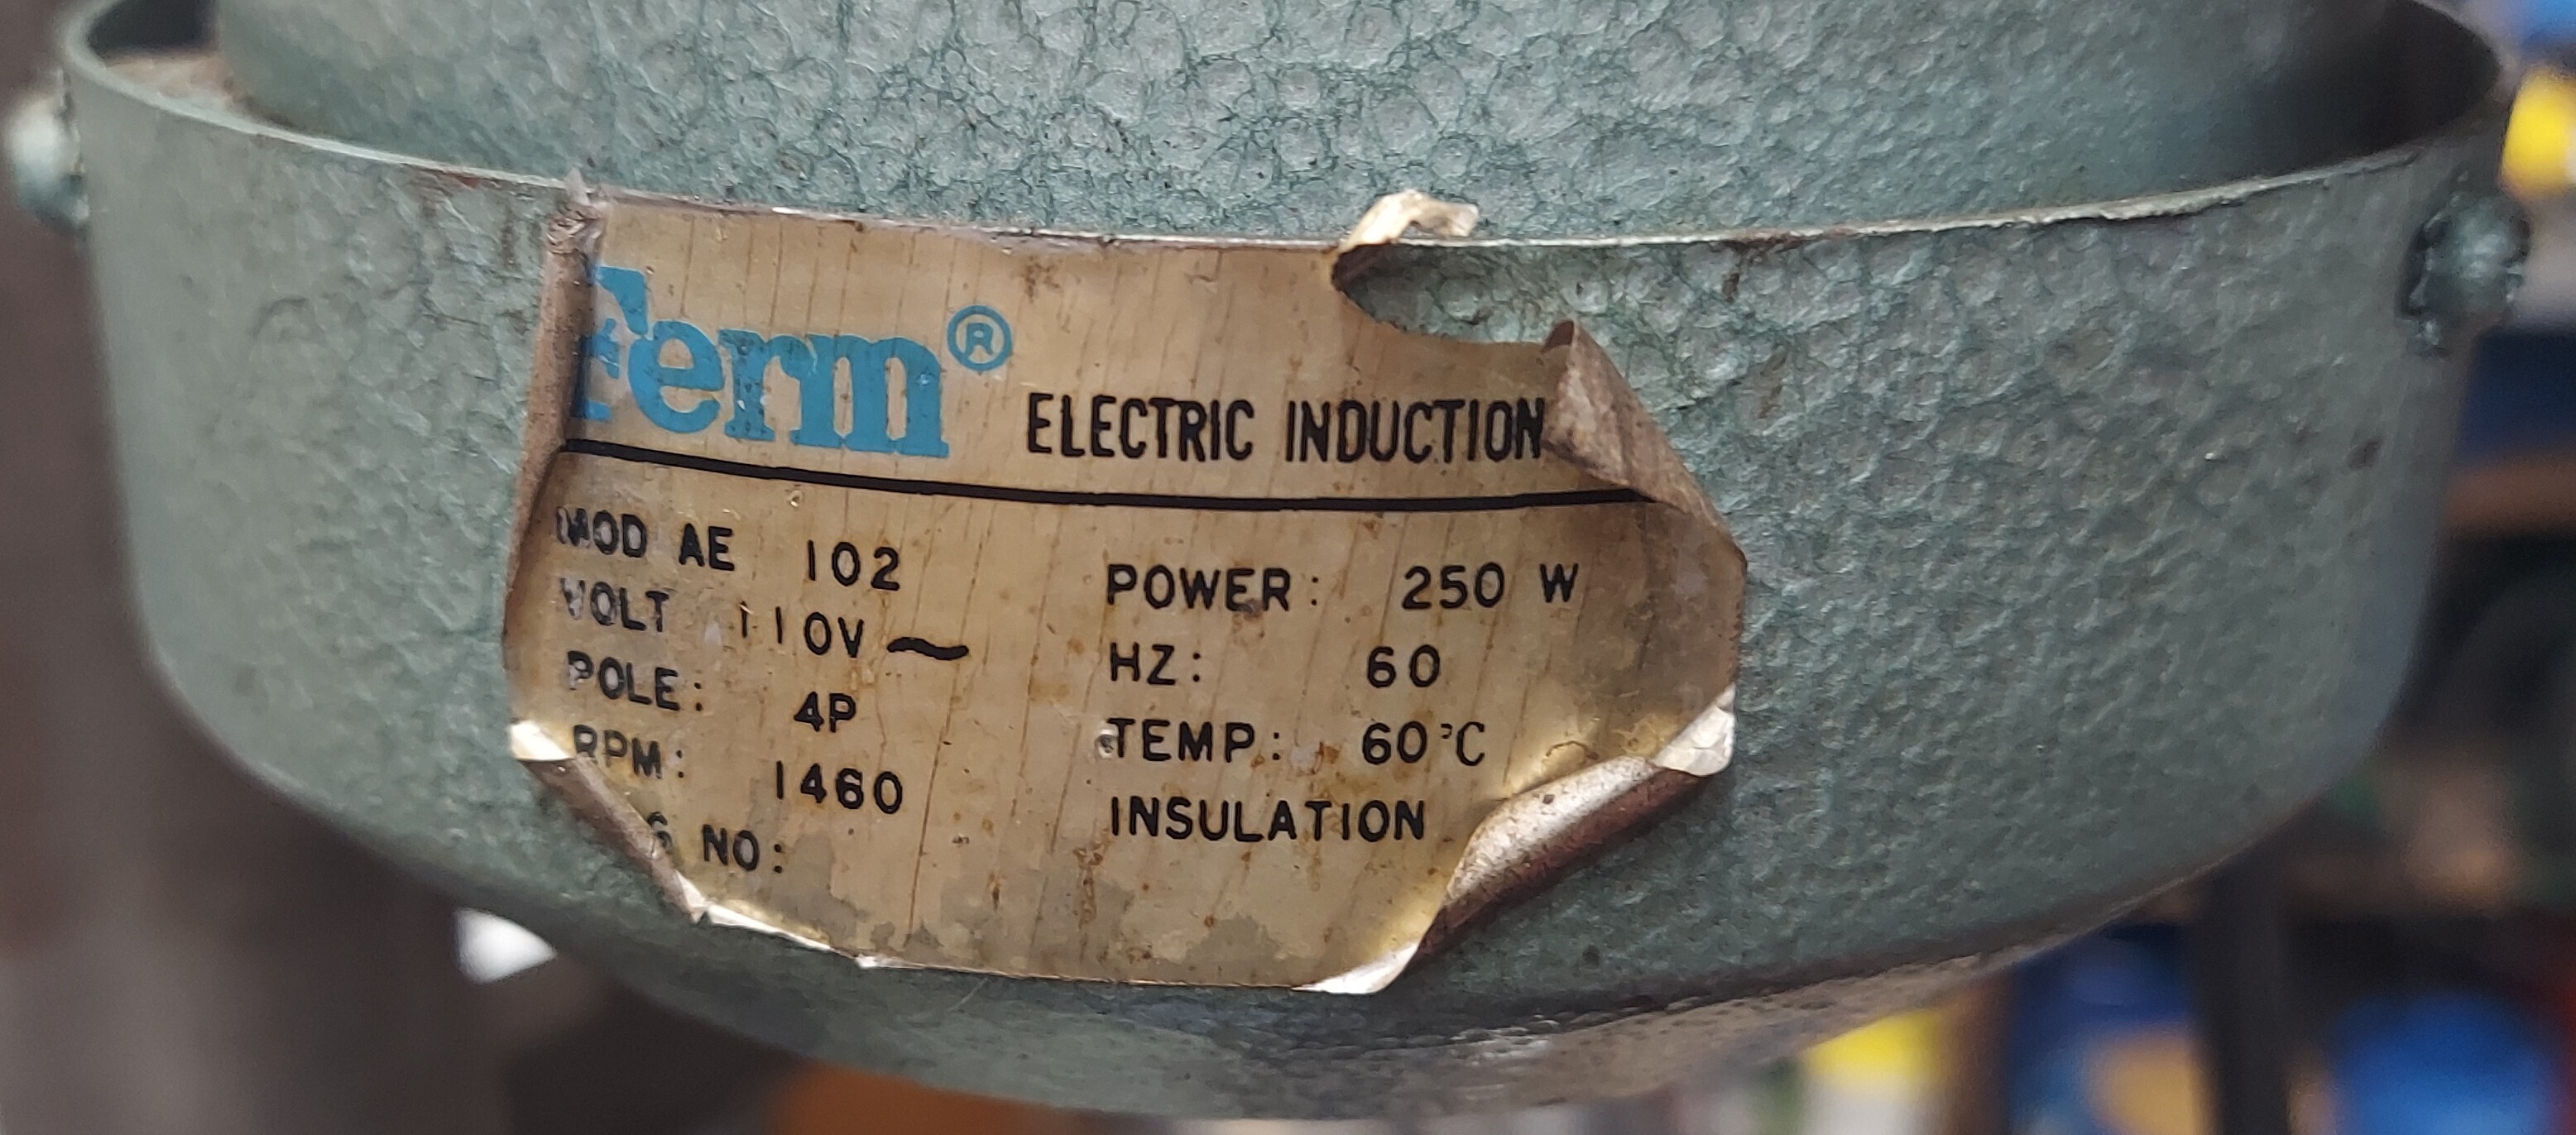 Ferm®
ELECTRIC INDUCTION
MOD AE 102
VOLT 110V ~
POLE: 4P
RPM: 1460
S NO:
POWER: 250 W
HZ: 60
TEMP: 60°C
INSULATION